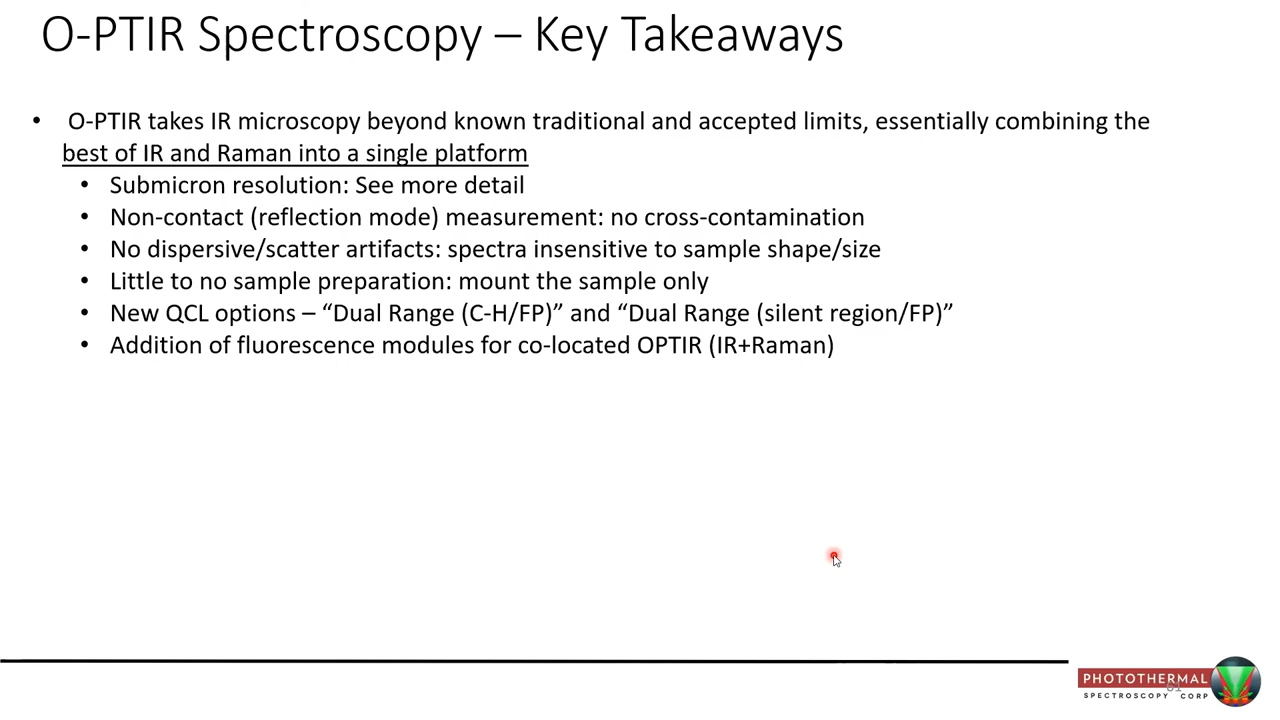 O-PTIR Spectroscopy – Key Takeaways
• O-PTIR takes IR microscopy beyond known traditional and accepted limits, essentially combining the
best of IR and Raman into a single platform
• Submicron resolution: See more detail
• Non-contact (reflection mode) measurement: no cross-contamination
• No dispersive/scatter artifacts: spectra insensitive to sample shape/size
• Little to no sample preparation: mount the sample only
• New QCL options – “Dual Range (C-H/FP)” and “Dual Range (silent region/FP)”
• Addition of fluorescence modules for co-located OPTIR (IR+Raman)
PHOTOTHERMAL
SPECTROSCOPY CORP